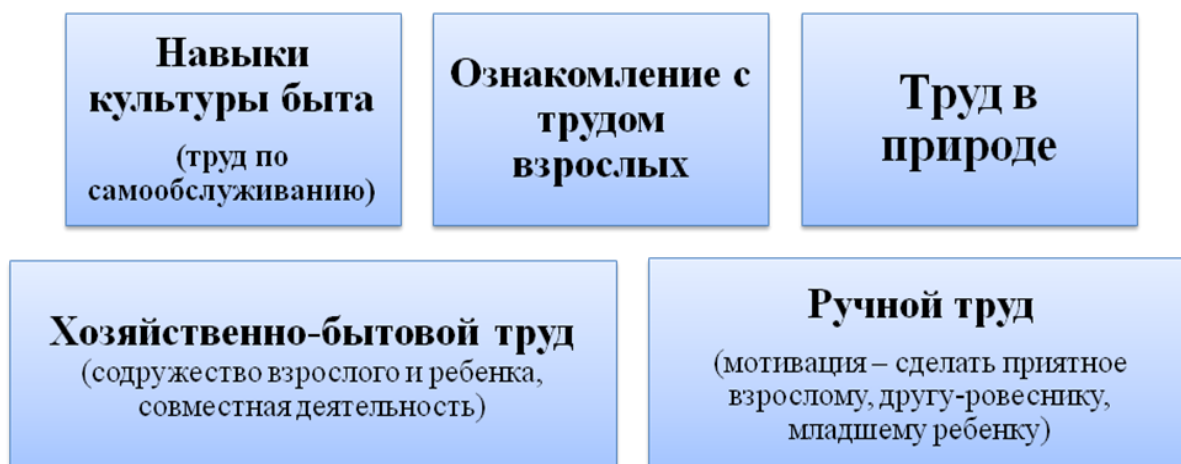 Навыки
культуры быта
(труд по
самообслуживанию)
Ознакомление с
трудом
взрослых
Труд в
природе
Хозяйственно-бытовой труд
(содружество взрослого и ребенка,
совместная деятельность)
Ручной труд
(мотивация – сделать приятное
взрослому, другу-ровеснику,
младшему ребенку)